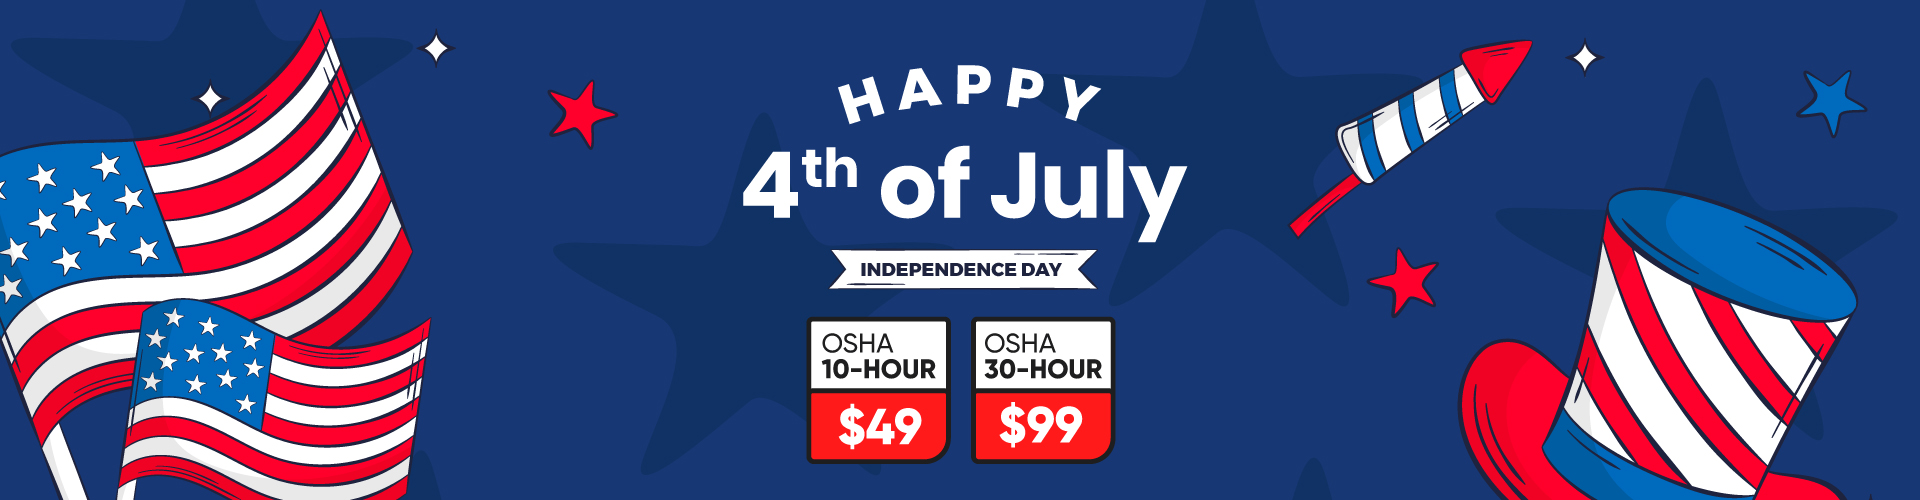 HAPPY
4th of July
INDEPENDENCE DAY
OSHA
10-HOUR
$49
OSHA
30-HOUR
$99